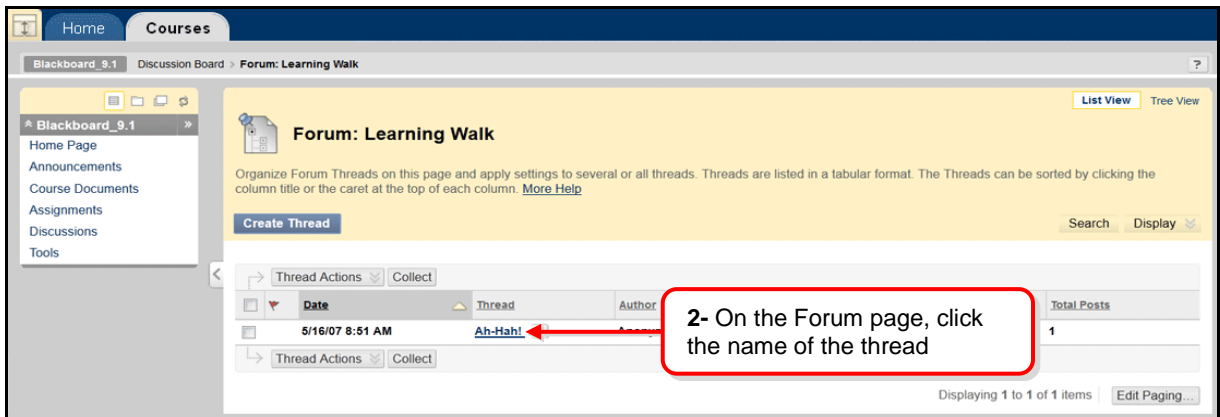 Home Courses
Blackboard_9.1 Discussion Board > Forum: Learning Walk ?
List View Tree View
Blackboard_9.1
Home Page
Announcements
Course Documents
Assignments
Discussions
Tools
Forum: Learning Walk
Organize Forum Threads on this page and apply settings to several or all threads. Threads are listed in a tabular format. The Threads can be sorted by clicking the
column title or the caret at the top of each column. More Help
Create Thread Search Display
Thread Actions Collect
Date Thread Author Total Posts
5/16/07 8:51 AM Ah-Hah! 1
2- On the Forum page, click
the name of the thread
Thread Actions Collect
Displaying 1 to 1 of 1 items Edit Paging...